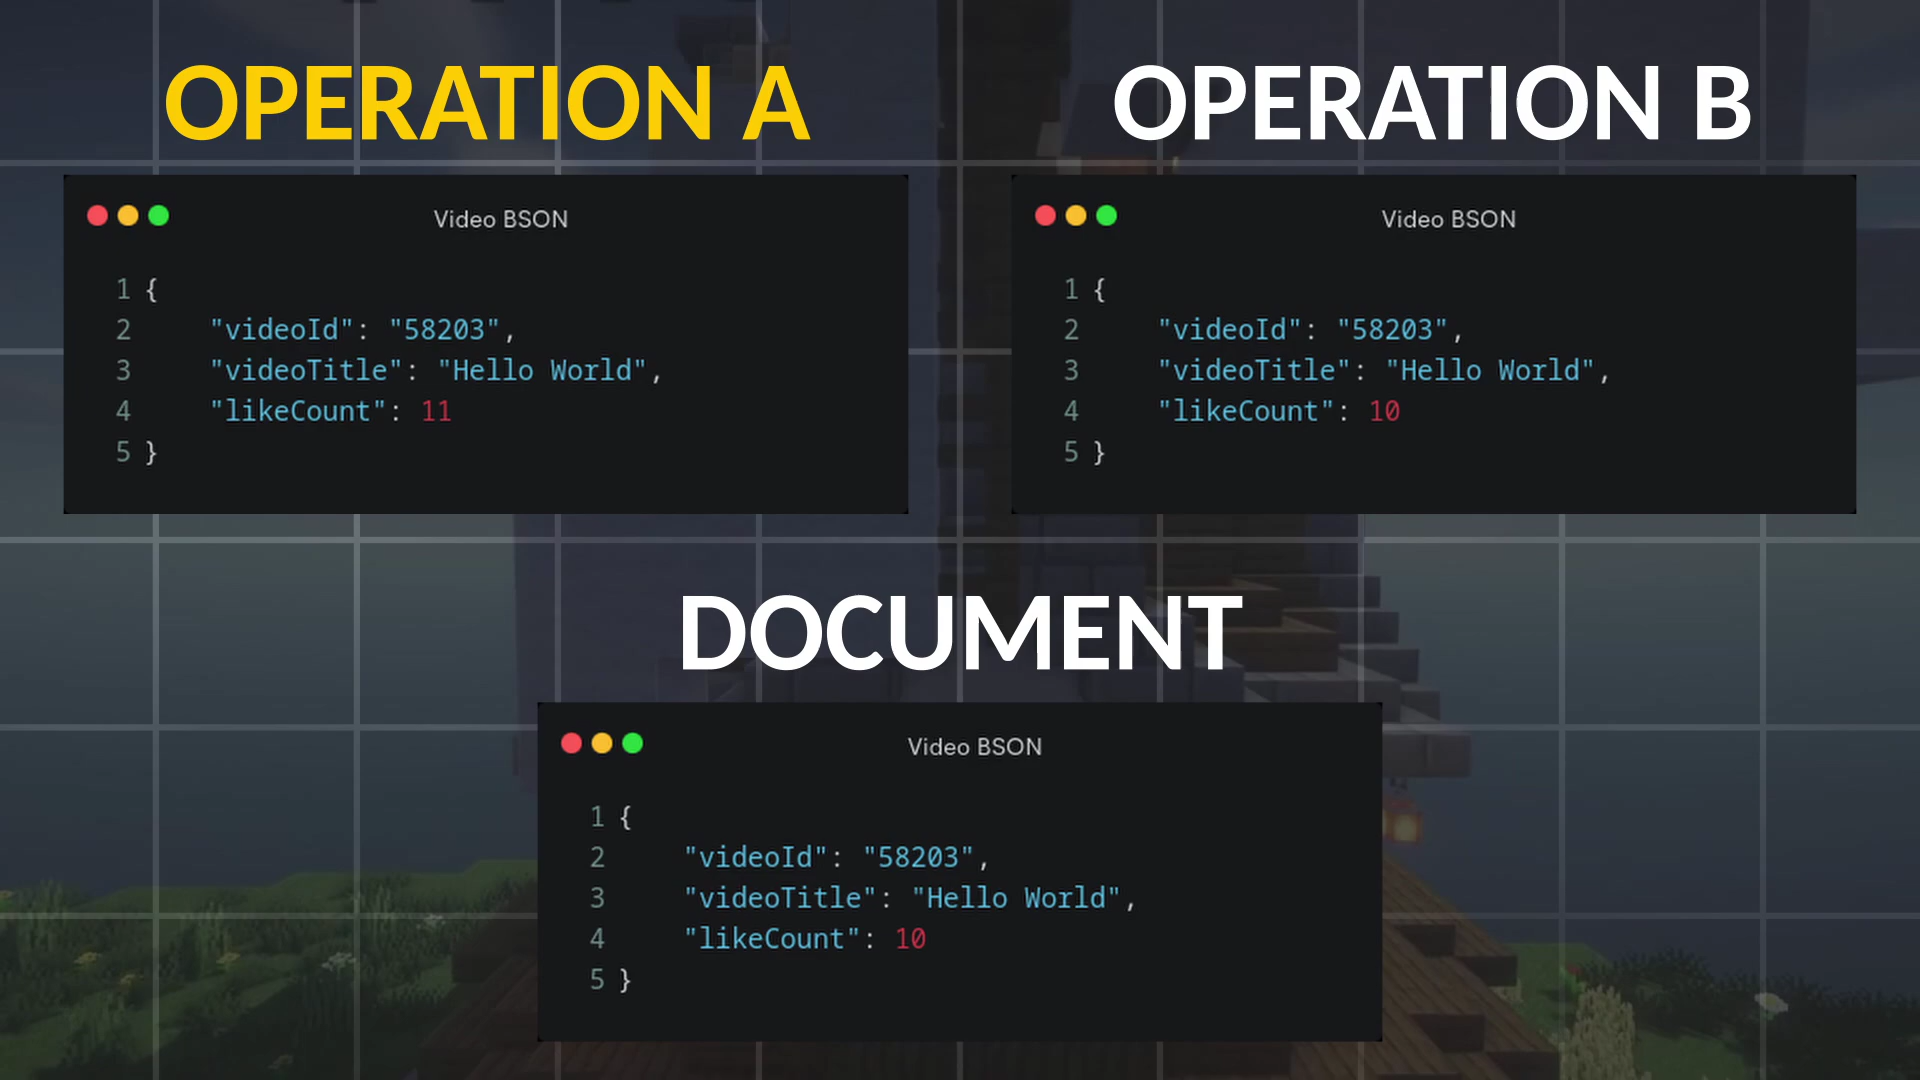 OPERATION A
Video BSON
1 {
2     "videoId": "58203",
3     "videoTitle": "Hello World",
4     "likeCount": 11
5 }
OPERATION B
Video BSON
1 {
2     "videoId": "58203",
3     "videoTitle": "Hello World",
4     "likeCount": 10
5 }
DOCUMENT
Video BSON
1 {
2     "videoId": "58203",
3     "videoTitle": "Hello World",
4     "likeCount": 10
5 }